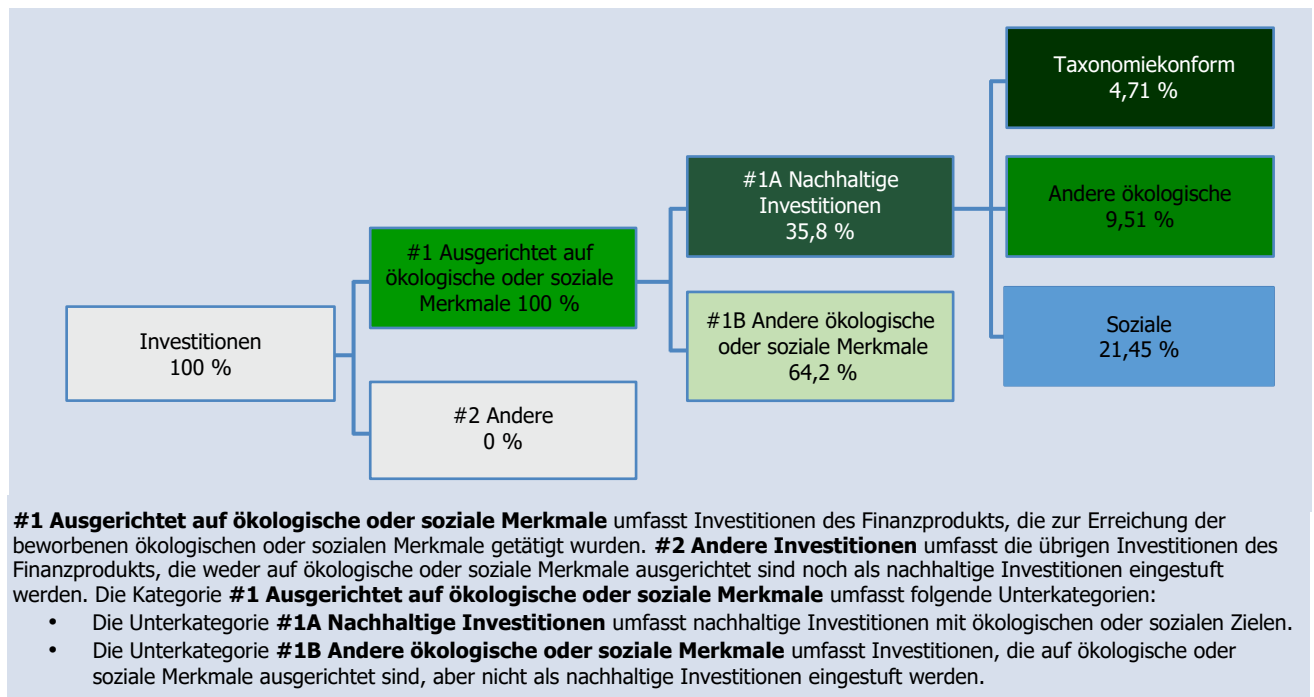 Investitionen
100 %
#1 Ausgerichtet auf
ökologische oder soziale
Merkmale 100 %
#2 Andere
0 %
#1A Nachhaltige
Investitionen
35,8 %
#1B Andere ökologische
oder soziale Merkmale
64,2 %
Taxonomiekonform
4,71 %
Andere ökologische
9,51 %
Soziale
21,45 %
#1 Ausgerichtet auf ökologische oder soziale Merkmale umfasst Investitionen des Finanzprodukts, die zur Erreichung der
beworbenen ökologischen oder sozialen Merkmale getätigt wurden. #2 Andere Investitionen umfasst die übrigen Investitionen des
Finanzprodukts, die weder auf ökologische oder soziale Merkmale ausgerichtet sind noch als nachhaltige Investitionen eingestuft
werden. Die Kategorie #1 Ausgerichtet auf ökologische oder soziale Merkmale umfasst folgende Unterkategorien:
• Die Unterkategorie #1A Nachhaltige Investitionen umfasst nachhaltige Investitionen mit ökologischen oder sozialen Zielen.
• Die Unterkategorie #1B Andere ökologische oder soziale Merkmale umfasst Investitionen, die auf ökologische oder
soziale Merkmale ausgerichtet sind, aber nicht als nachhaltige Investitionen eingestuft werden.